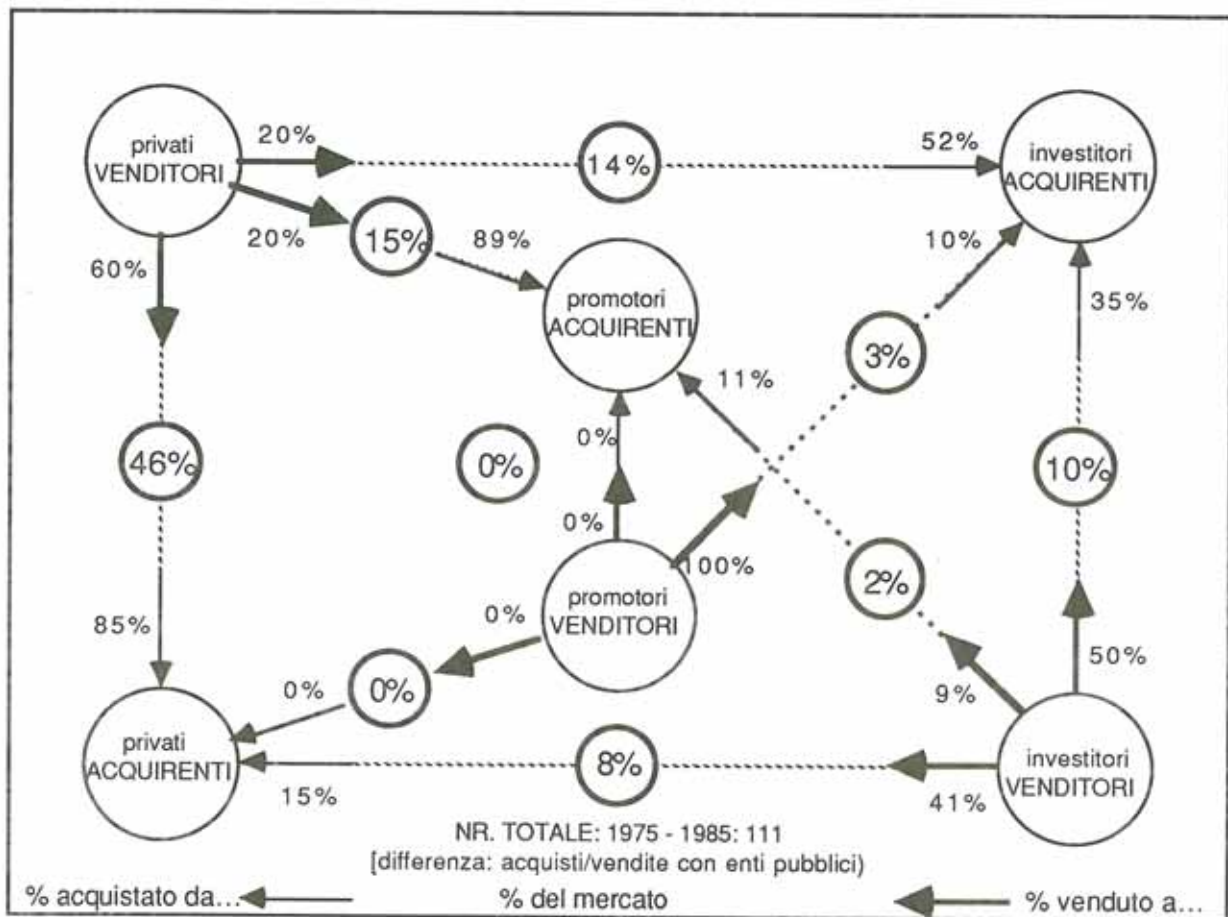 privati
VENDITORI
20%
14%
52%
investitori
ACQUIRENTI
20%
15%
89%
60%
promotori
ACQUIRENTI
10%
3%
35%
11%
46%
0%
0%
10%
0%
100%
2%
promotori
VENDITORI
0%
85%
0%
0%
9%
50%
privati
ACQUIRENTI
15%
8%
41%
investitori
VENDITORI
NR. TOTALE: 1975 - 1985: 111
[differenza: acquisti/vendite con enti pubblici)
% acquistato da... % del mercato % venduto a...